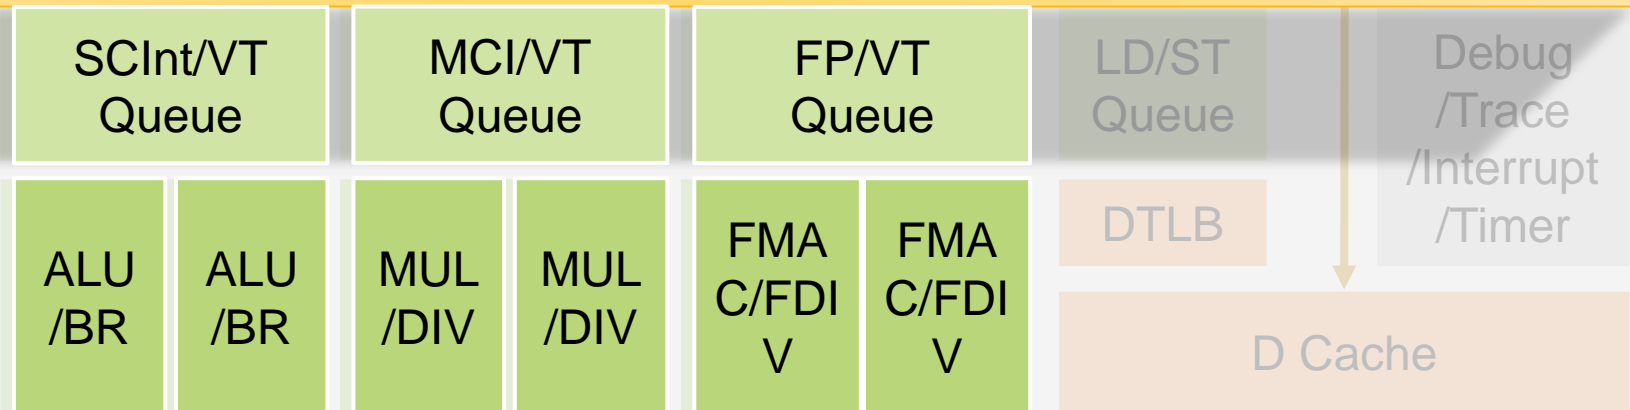 SCInt/VT
Queue
MCI/VT
Queue
FP/VT
Queue
LD/ST
Queue
Debug
/Trace
/Interrupt
/Timer
ALU
/BR
ALU
/BR
MUL
/DIV
MUL
/DIV
FMA
C/FDI
V
FMA
C/FDI
V
DTLB
D Cache